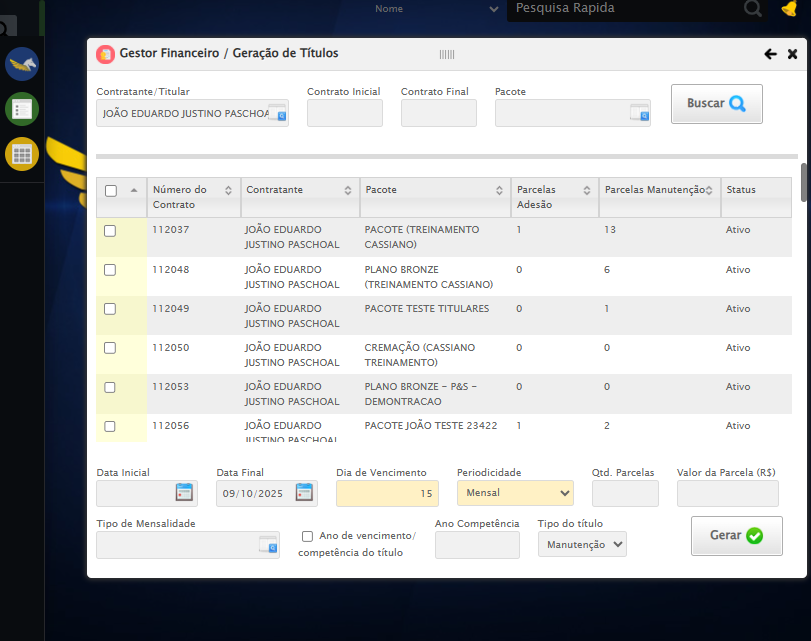 Nome
Pesquisa Rapida
Gestor Financeiro / Geração de Títulos
Contratante/Titular
Contrato Inicial
Contrato Final
Pacote
JOÃO EDUARDO JUSTINO PASCHOA
Buscar
Número do Contrato
Contratante
Pacote
Parcelas Adesão
Parcelas Manutenção
Status
112037
JOÃO EDUARDO JUSTINO PASCHOAL
PACOTE (TREINAMENTO CASSIANO)
1
13
Ativo
112048
JOÃO EDUARDO JUSTINO PASCHOAL
PLANO BRONZE (TREINAMENTO CASSIANO)
0
6
Ativo
112049
JOÃO EDUARDO JUSTINO PASCHOAL
PACOTE TESTE TITULARES
0
1
Ativo
112050
JOÃO EDUARDO JUSTINO PASCHOAL
CREMAÇÃO (CASSIANO TREINAMENTO)
0
0
Ativo
112053
JOÃO EDUARDO JUSTINO PASCHOAL
PLANO BRONZE - P&S - DEMONTRACAO
0
0
Ativo
112056
JOÃO EDUARDO JUSTINO PASCHOAL
PACOTE JOÃO TESTE 23422
1
2
Ativo
Data Inicial
Data Final
Dia de Vencimento
Periodicidade
Qtd. Parcelas
Valor da Parcela (R$)
09/10/2025
15
Mensal
Tipo de Mensalidade
Ano de vencimento/
competência do título
Ano Competência
Tipo do título
Manutenção
Gerar